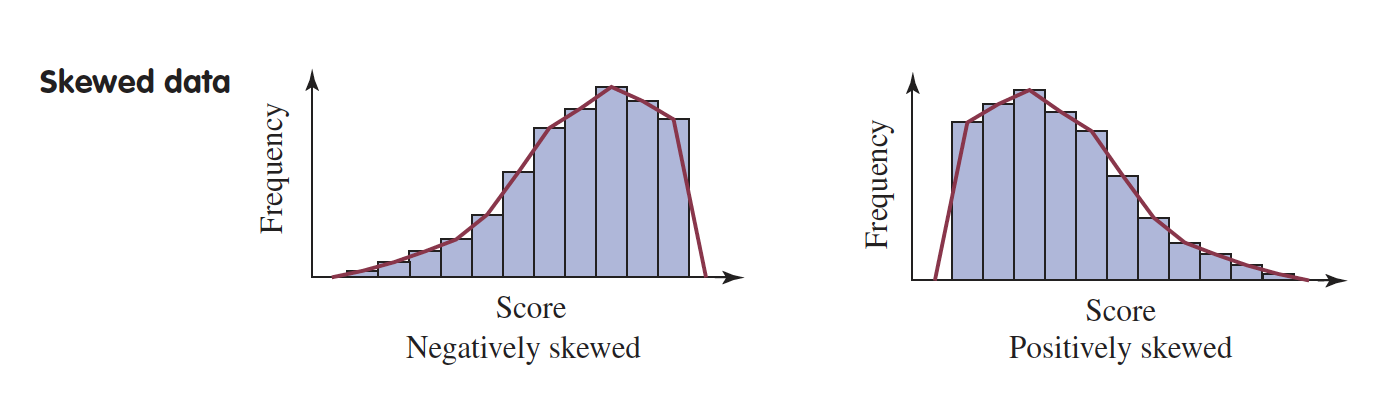 Skewed data
Frequency
Score
Negatively skewed
Frequency
Score
Positively skewed